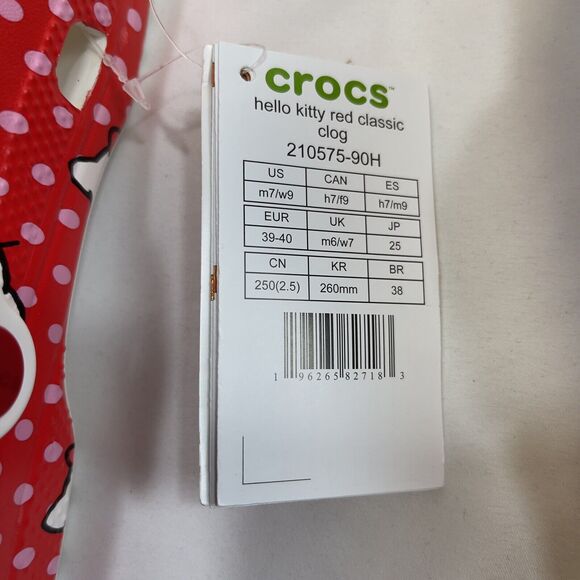 crocs™
hello kitty red classic
clog
210575-90H
US CAN ES
m7/w9 h7/f9 h7/m9
EUR UK JP
39-40 m6/w7 25
CN KR BR
250(2.5) 260mm 38
1 96265 82718 3